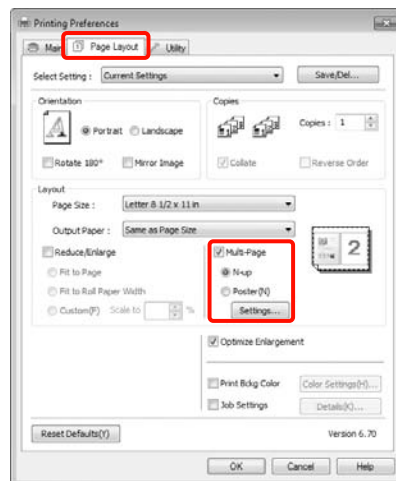 Printing Preferences
Main Page Layout Utility
Select Setting : Current Settings Save/Del...
Orientation
Portrait Landscape
Rotate 180° Mirror Image
Copies
Copies : 1
Collate Reverse Order
Layout
Page Size : Letter 8 1/2 x 11 in
Output Paper : Same as Page Size
Reduce/Enlarge
Fit to Page
Fit to Roll Paper Width
Custom(F) Scale to %
Multi-Page
N-up
Poster(N)
Settings...
2
Optimize Enlargement
Print Bckg Color Color Settings(H)...
Job Settings Details(K)...
Reset Defaults(Y) Version 6.70
OK Cancel Help